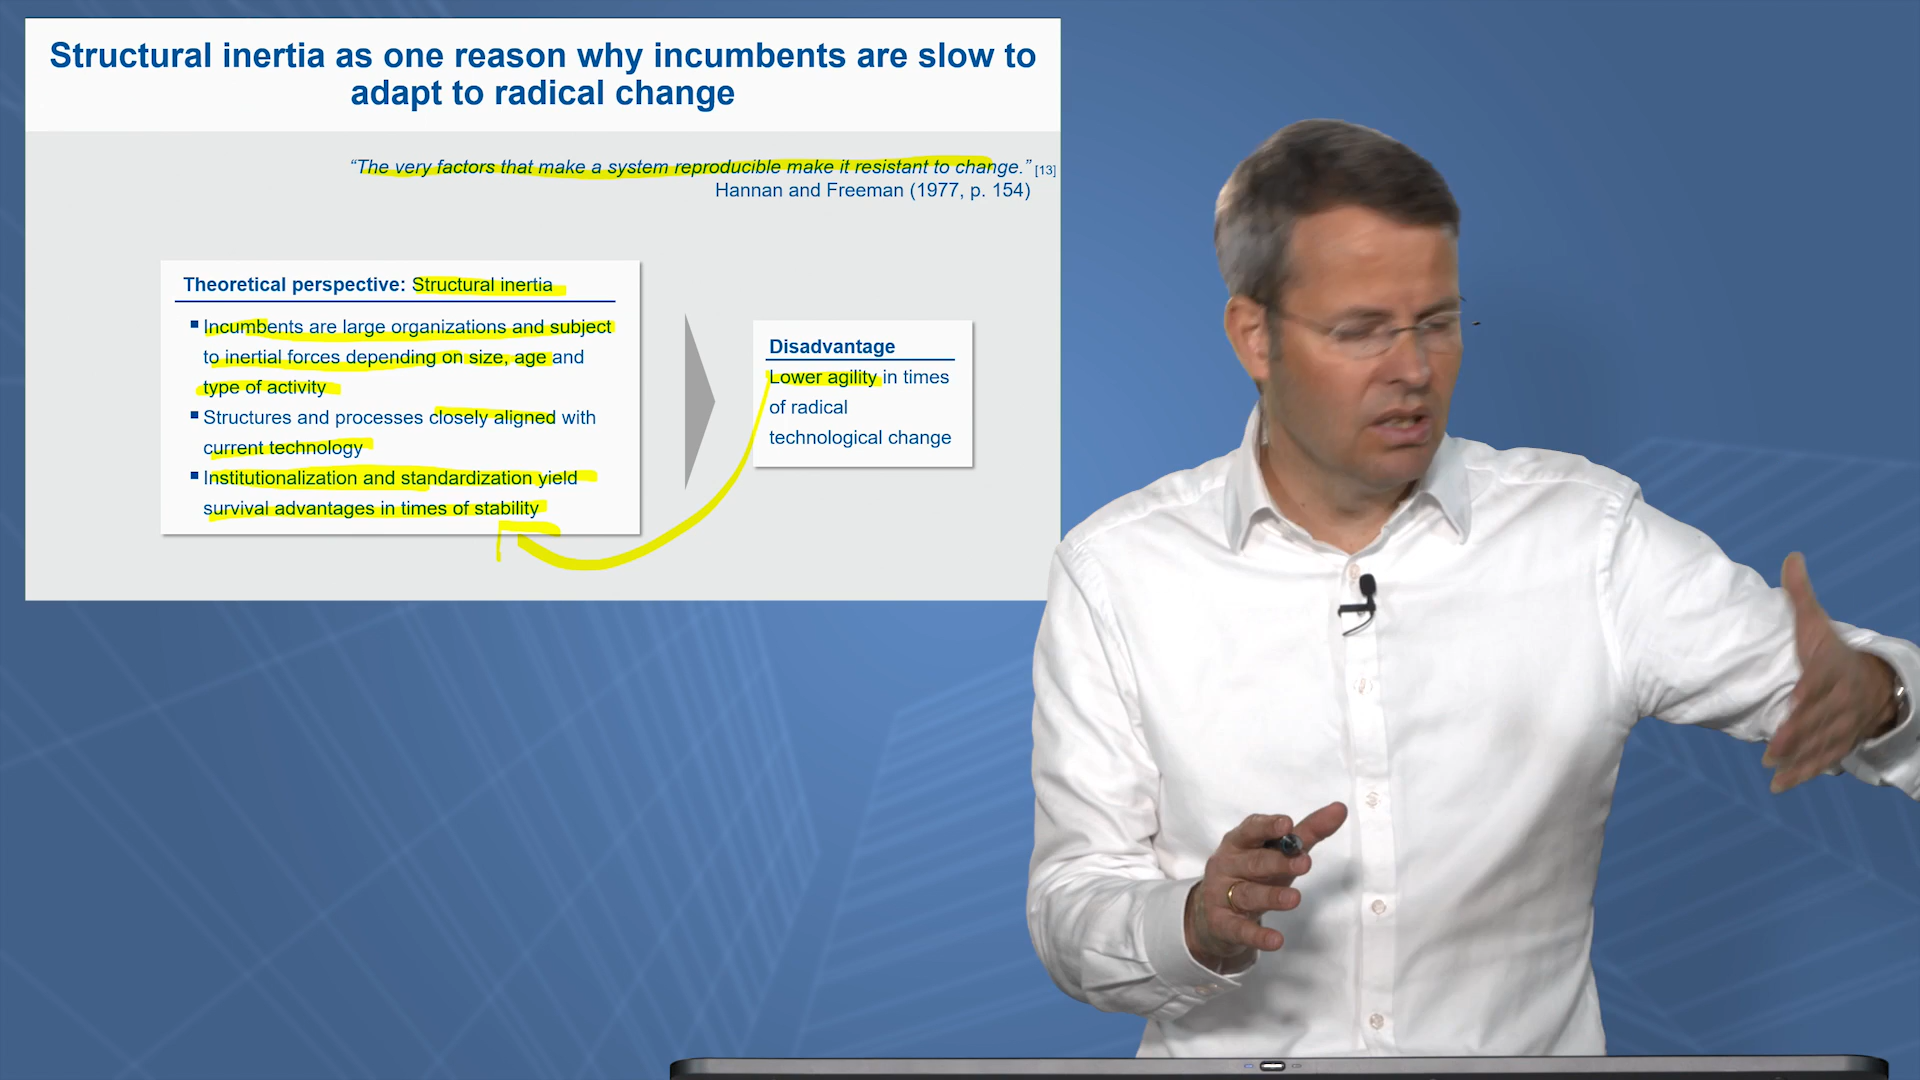 Structural inertia as one reason why incumbents are slow to
adapt to radical change
“The very factors that make a system reproducible make it resistant to change.” [13]
Hannan and Freeman (1977, p. 154)
Theoretical perspective: Structural inertia
Incumbents are large organizations and subject
to inertial forces depending on size, age and
type of activity
Structures and processes closely aligned with
current technology
Institutionalization and standardization yield
survival advantages in times of stability
Disadvantage
Lower agility in times
of radical
technological change